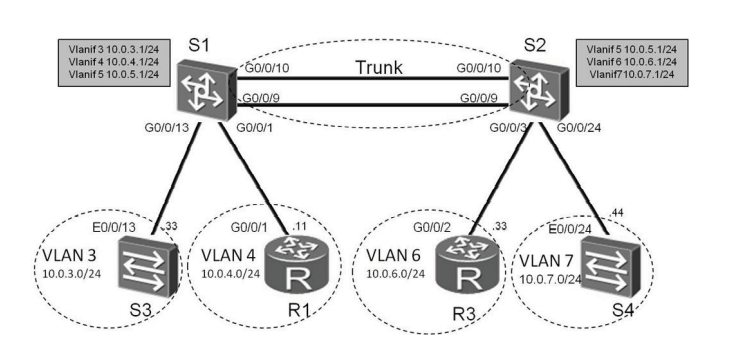 S1
S2
Vlanif 3 10.0.3.1/24
Vlanif 4 10.0.4.1/24
Vlanif 5 10.0.5.1/24
Vlanif 5 10.0.5.1/24
Vlanif 6 10.0.6.1/24
Vlanif7 10.0.7.1/24
Trunk
G0/0/10
G0/0/10
G0/0/9
G0/0/9
G0/0/13
G0/0/1
G0/0/3
G0/0/24
E0/0/13
.33
G0/0/1
.11
G0/0/2
.33
E0/0/24
.44
VLAN 3
10.0.3.0/24
VLAN 4
10.0.4.0/24
VLAN 6
10.0.6.0/24
VLAN 7
10.0.7.0/24
R
R
S3
R1
R3
S4